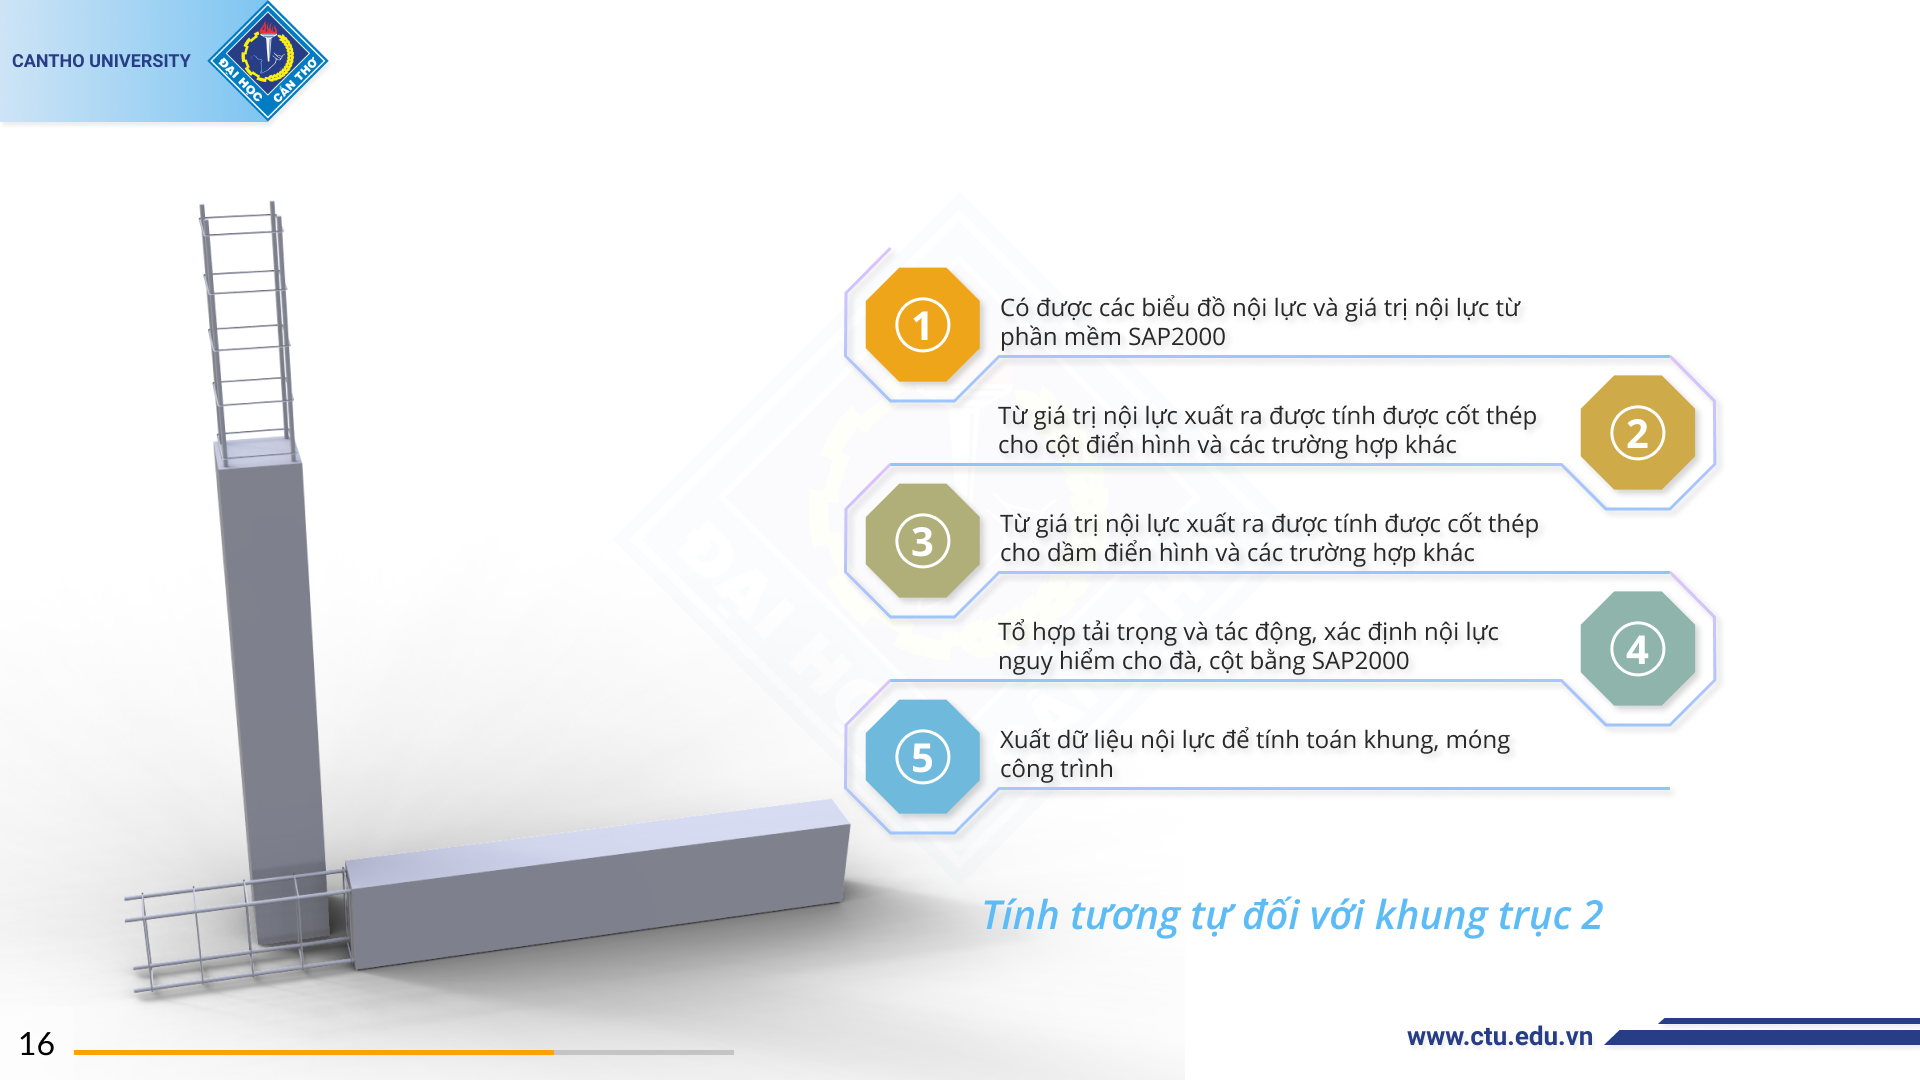 CANTHO UNIVERSITY
ĐẠI HỌC CẦN THƠ
1
Có được các biểu đồ nội lực và giá trị nội lực từ
phần mềm SAP2000
Từ giá trị nội lực xuất ra được tính được cốt thép
cho cột điển hình và các trường hợp khác
2
3
Từ giá trị nội lực xuất ra được tính được cốt thép
cho dầm điển hình và các trường hợp khác
Tổ hợp tải trọng và tác động, xác định nội lực
nguy hiểm cho đà, cột bằng SAP2000
4
5
Xuất dữ liệu nội lực để tính toán khung, móng
công trình
Tính tương tự đối với khung trục 2
16
www.ctu.edu.vn